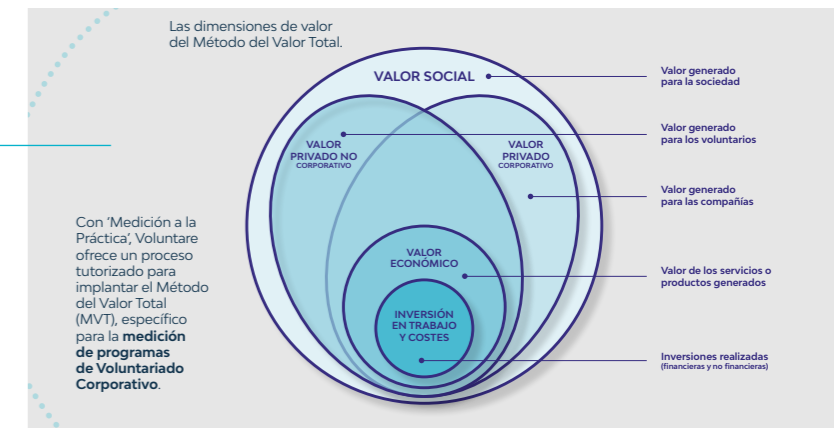 Las dimensiones de valor
del Método del Valor Total.
VALOR SOCIAL
Valor generado
para la sociedad
VALOR
PRIVADO NO
CORPORATIVO
VALOR
PRIVADO
CORPORATIVO
Valor generado
para los voluntarios
Valor generado
para las compañías
Con ‘Medición a la
Práctica’, Voluntare
ofrece un proceso
tutorizado para
implantar el Método
del Valor Total
(MVT), específico
para la medición
de programas
de Voluntariado
Corporativo.
VALOR
ECONÓMICO
Valor de los servicios o
productos generados
INVERSIÓN
EN TRABAJO
Y COSTES
Inversiones realizadas
(financieras y no financieras)